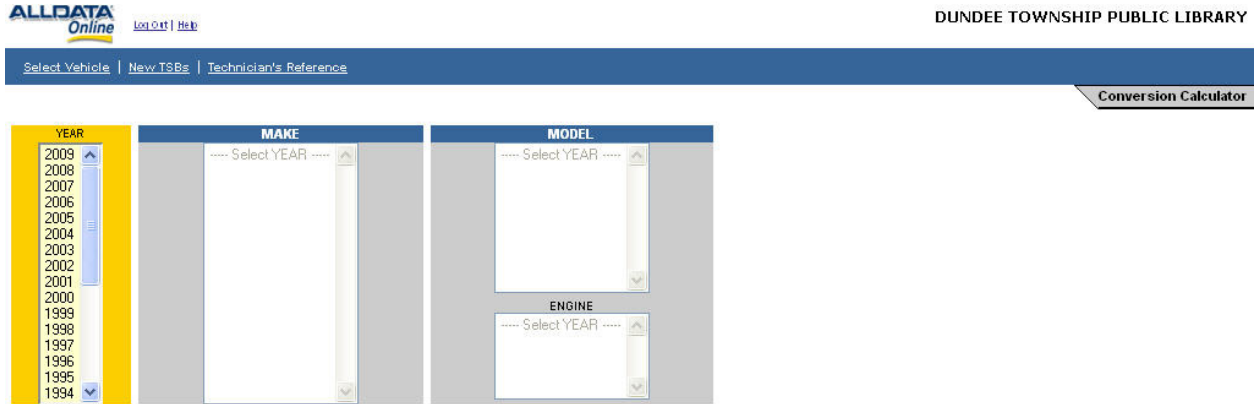 ALLDATA
Online
Log Out | Help
DUNDEE TOWNSHIP PUBLIC LIBRARY
Select Vehicle | New TSBs | Technician's Reference
Conversion Calculator
YEAR
2009
2008
2007
2006
2005
2004
2003
2002
2001
2000
1999
1998
1997
1996
1995
1994
MAKE
----- Select YEAR -----
MODEL
----- Select YEAR -----
ENGINE
----- Select YEAR -----